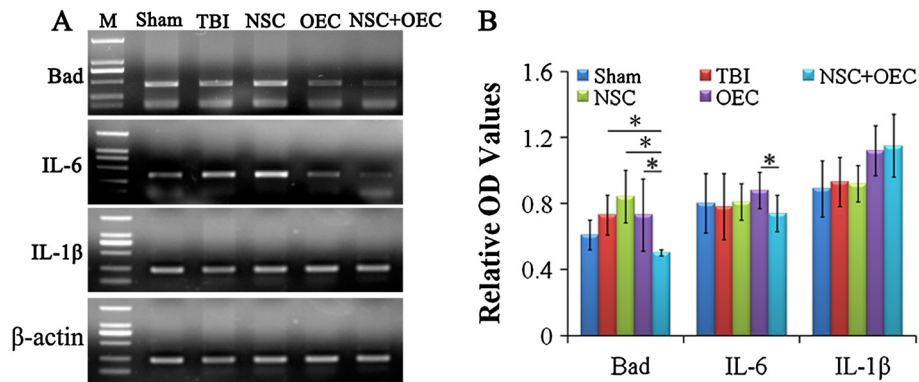 A
M Sham TBI NSC OEC NSC+OEC
Bad
IL-6
IL-1β
β-actin
B
Relative OD Values
1.6
1.2
0.8
0.4
0
Sham TBI NSC+OEC
NSC OEC
*
*
*
*
Bad IL-6 IL-1β